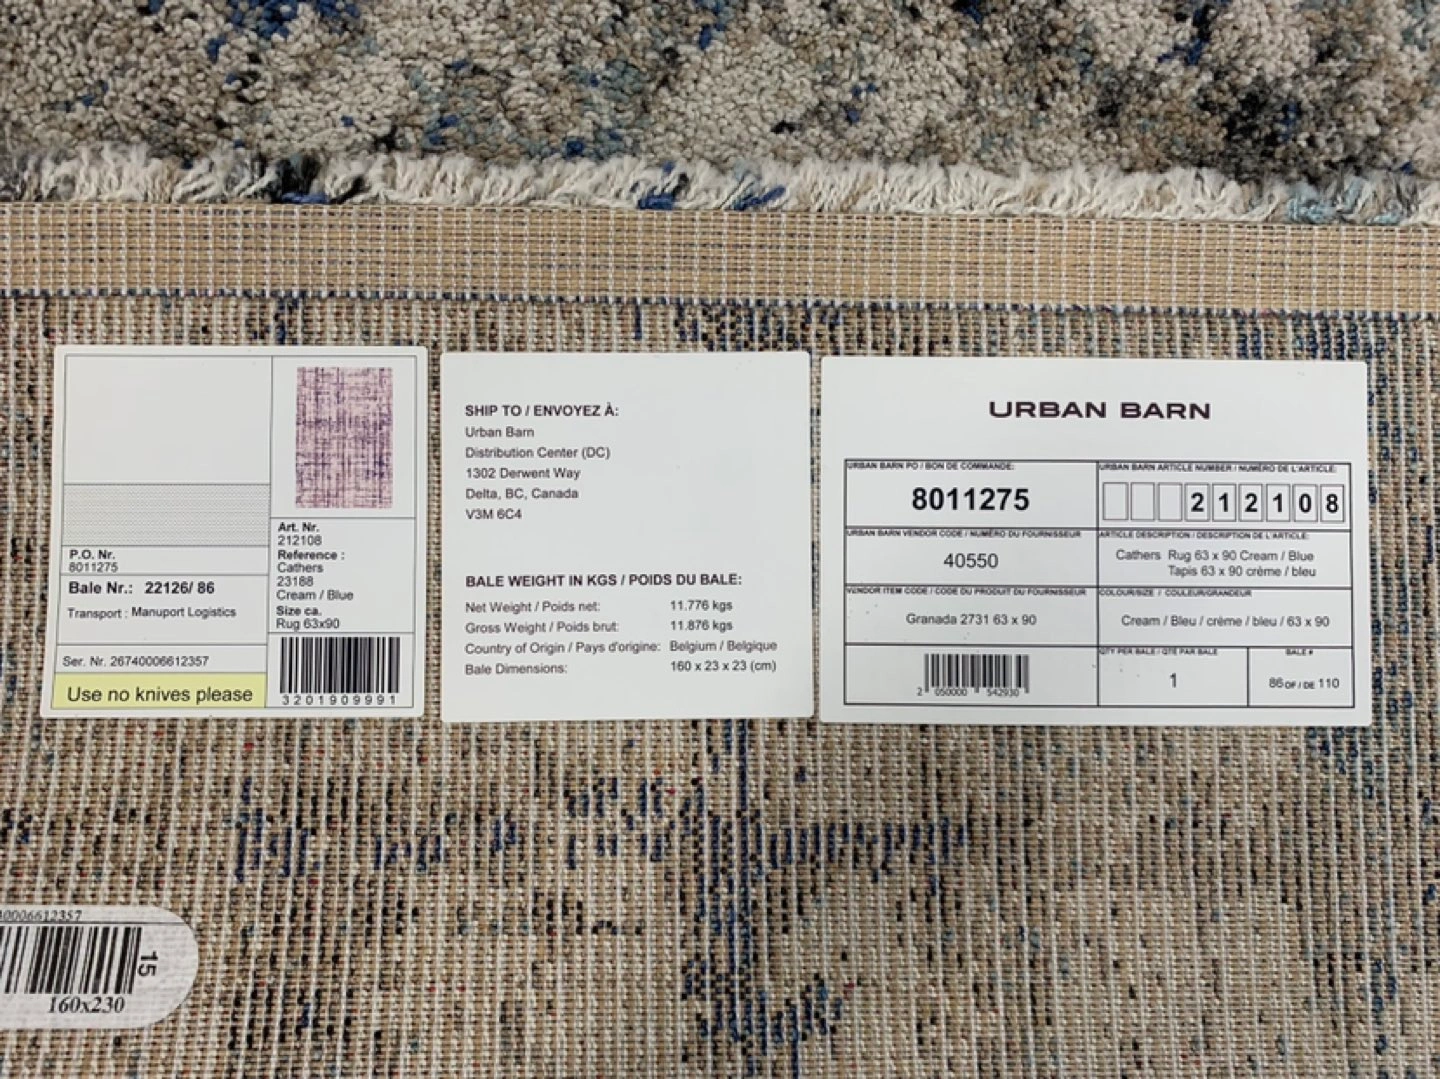 P.O. Nr.
8011275
Bale Nr.: 22126/ 86
Transport : Manuport Logistics
Ser. Nr. 26740006612357
Use no knives please
Art. Nr.
212108
Reference :
Cathers
23188
Cream / Blue
Size ca.
Rug 63x90
3201909991
SHIP TO / ENVOYEZ À:
Urban Barn
Distribution Center (DC)
1302 Derwent Way
Delta, BC, Canada
V3M 6C4
BALE WEIGHT IN KGS / POIDS DU BALE:
Net Weight / Poids net: 11.776 kgs
Gross Weight / Poids brut: 11.876 kgs
Country of Origin / Pays d'origine: Belgium / Belgique
Bale Dimensions: 160 x 23 x 23 (cm)
URBAN BARN
URBAN BARN PO / BON DE COMMANDE:
8011275
URBAN BARN ARTICLE NUMBER / NUMÉRO DE L'ARTICLE:
212108
URBAN BARN VENDOR CODE / NUMÉRO DU FOURNISSEUR
40550
ARTICLE DESCRIPTION / DESCRIPTION DE L'ARTICLE:
Cathers Rug 63 x 90 Cream / Blue
Tapis 63 x 90 crème / bleu
VENDOR ITEM CODE / CODE DU PRODUIT DU FOURNISSEUR
Granada 2731 63 x 90
COLOUR/SIZE / COULEUR/GRANDEUR
Cream / Bleu / crème / bleu / 63 x 90
2 050000 542930
QTY PER BALE / QTÉ PAR BALE
1
BALE #
86 OF / DE 110
40006612357
15
160x230